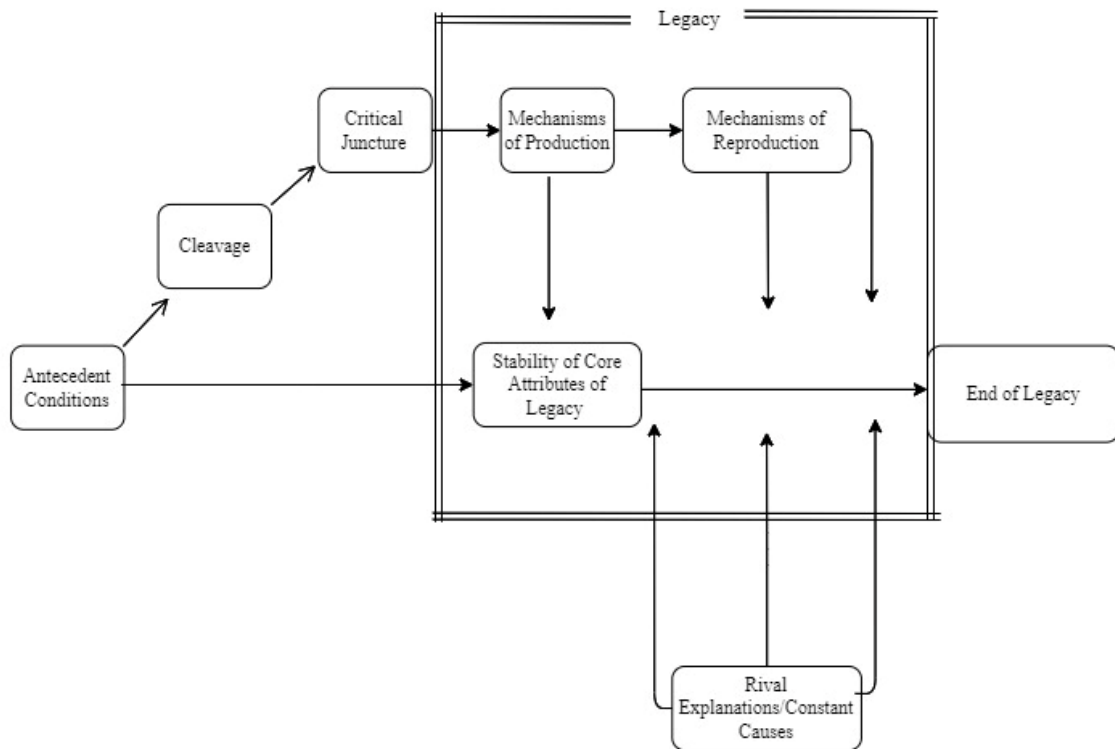 Legacy
Critical
Juncture
Mechanisms
of Production
Mechanisms of
Reproduction
Cleavage
Antecedent
Conditions
Stability of Core
Attributes of
Legacy
End of Legacy
Rival
Explanations/Constant
Causes